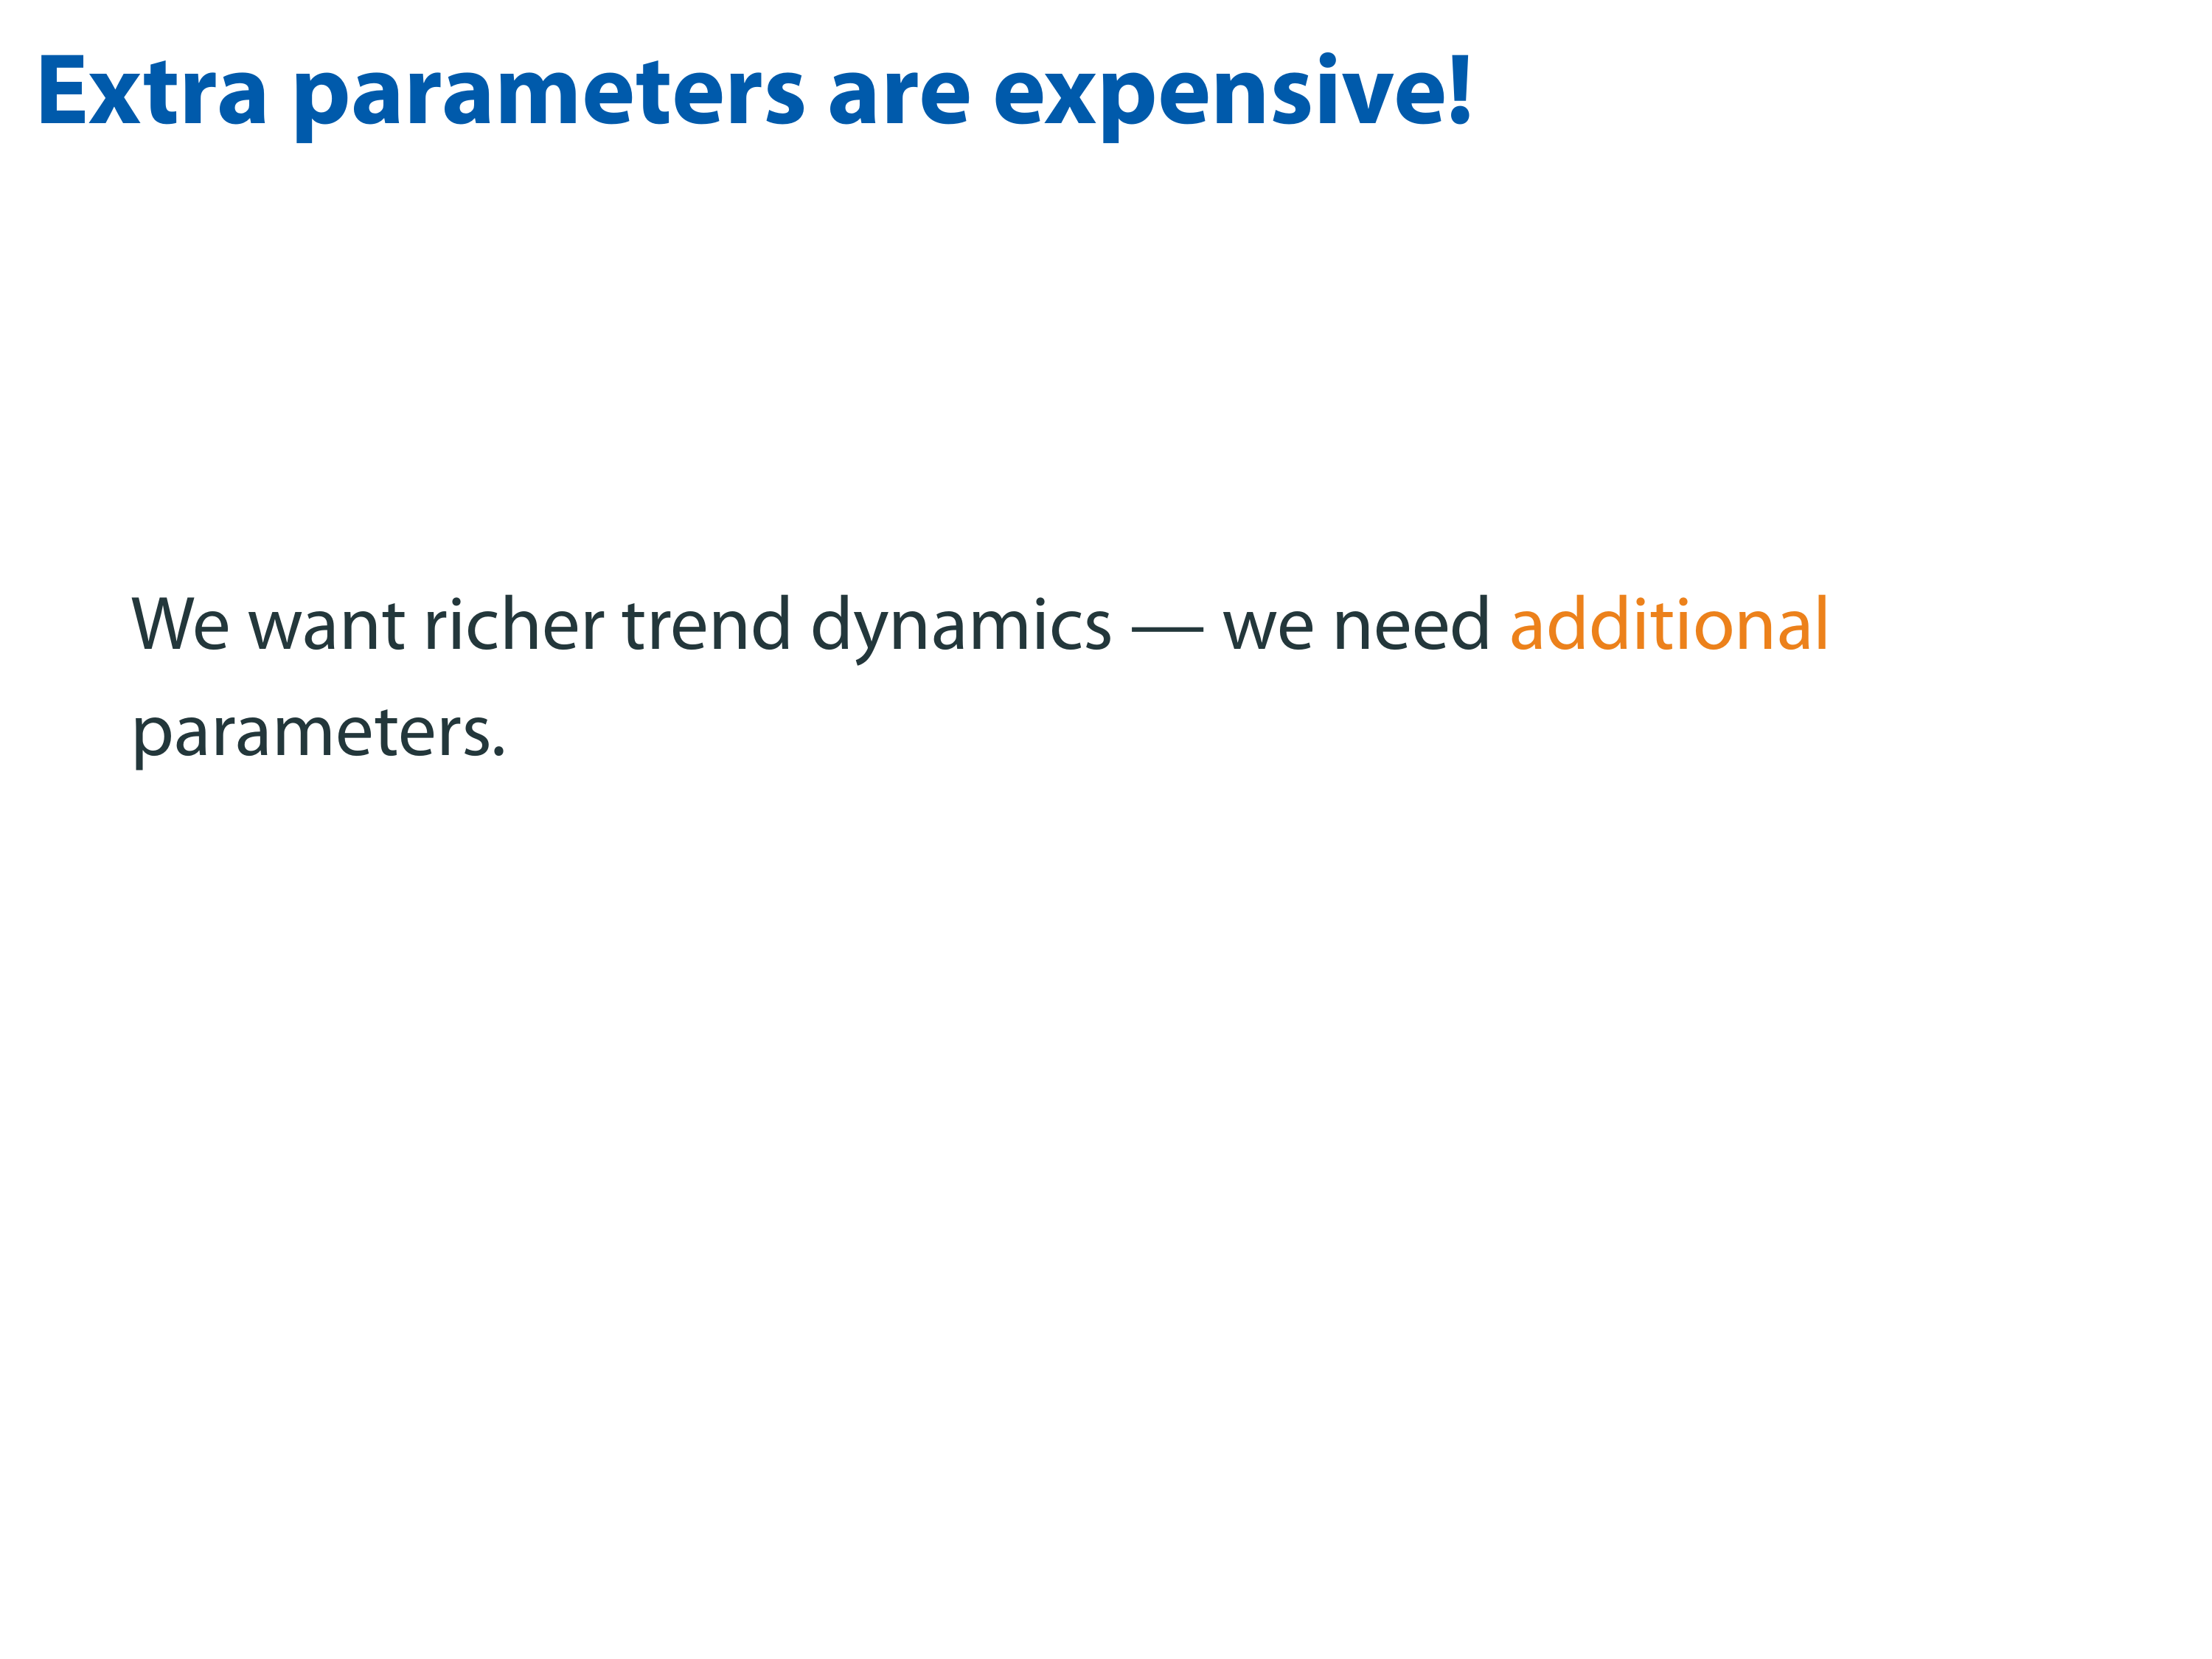 Extra parameters are expensive!
We want richer trend dynamics — we need additional
parameters.